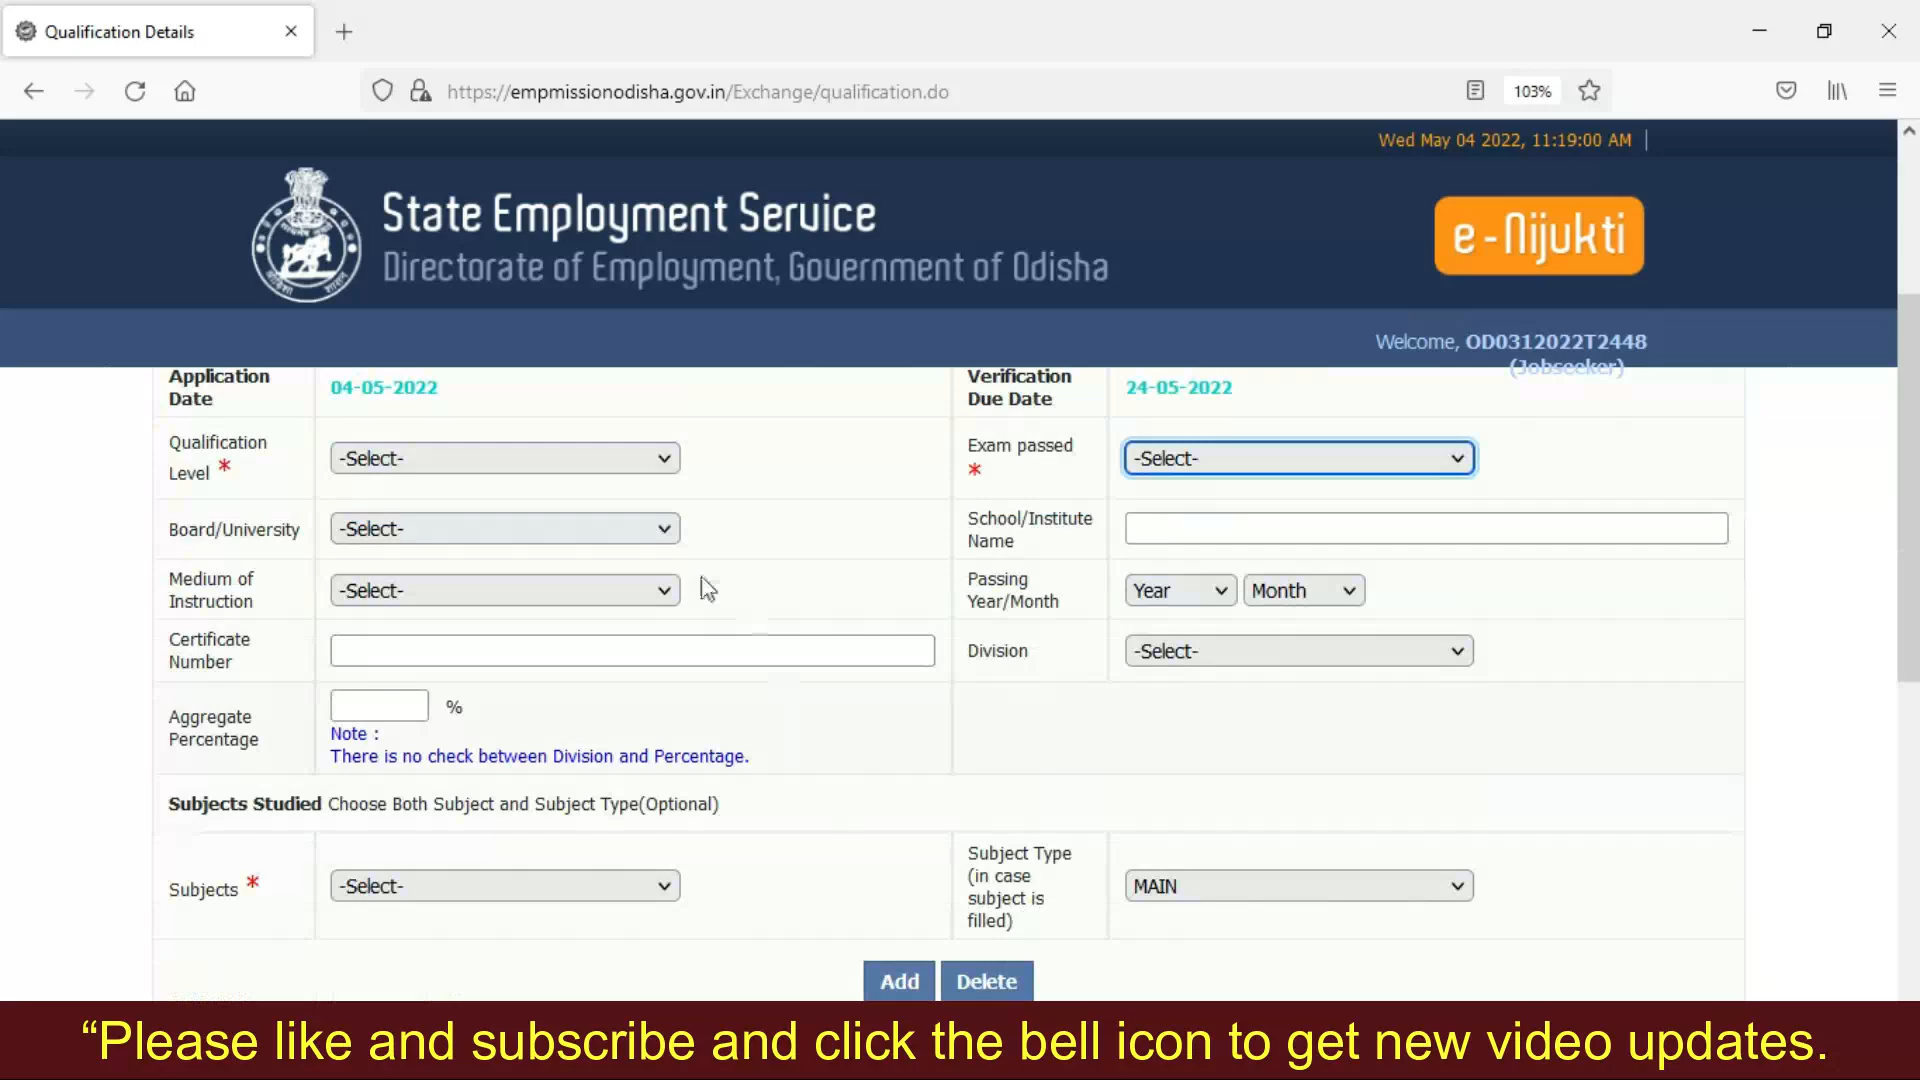 Qualification Details
https://empmissionodisha.gov.in/Exchange/qualification.do
103%
Wed May 04 2022, 11:19:00 AM
State Employment Service
Directorate of Employment, Government of Odisha
e - Nijukti
Welcome, OD0312022T2448
(Jobseeker)
Application
Date
04-05-2022
Verification
Due Date
24-05-2022
Qualification
Level *
-Select-
Exam passed
*
-Select-
Board/University
-Select-
School/Institute
Name
Medium of
Instruction
-Select-
Passing
Year/Month
Year
Month
Certificate
Number
Division
-Select-
Aggregate
Percentage
%
Note :
There is no check between Division and Percentage.
Subjects Studied Choose Both Subject and Subject Type(Optional)
Subjects *
-Select-
Subject Type
(in case
subject is
filled)
MAIN
Add
Delete
“Please like and subscribe and click the bell icon to get new video updates.